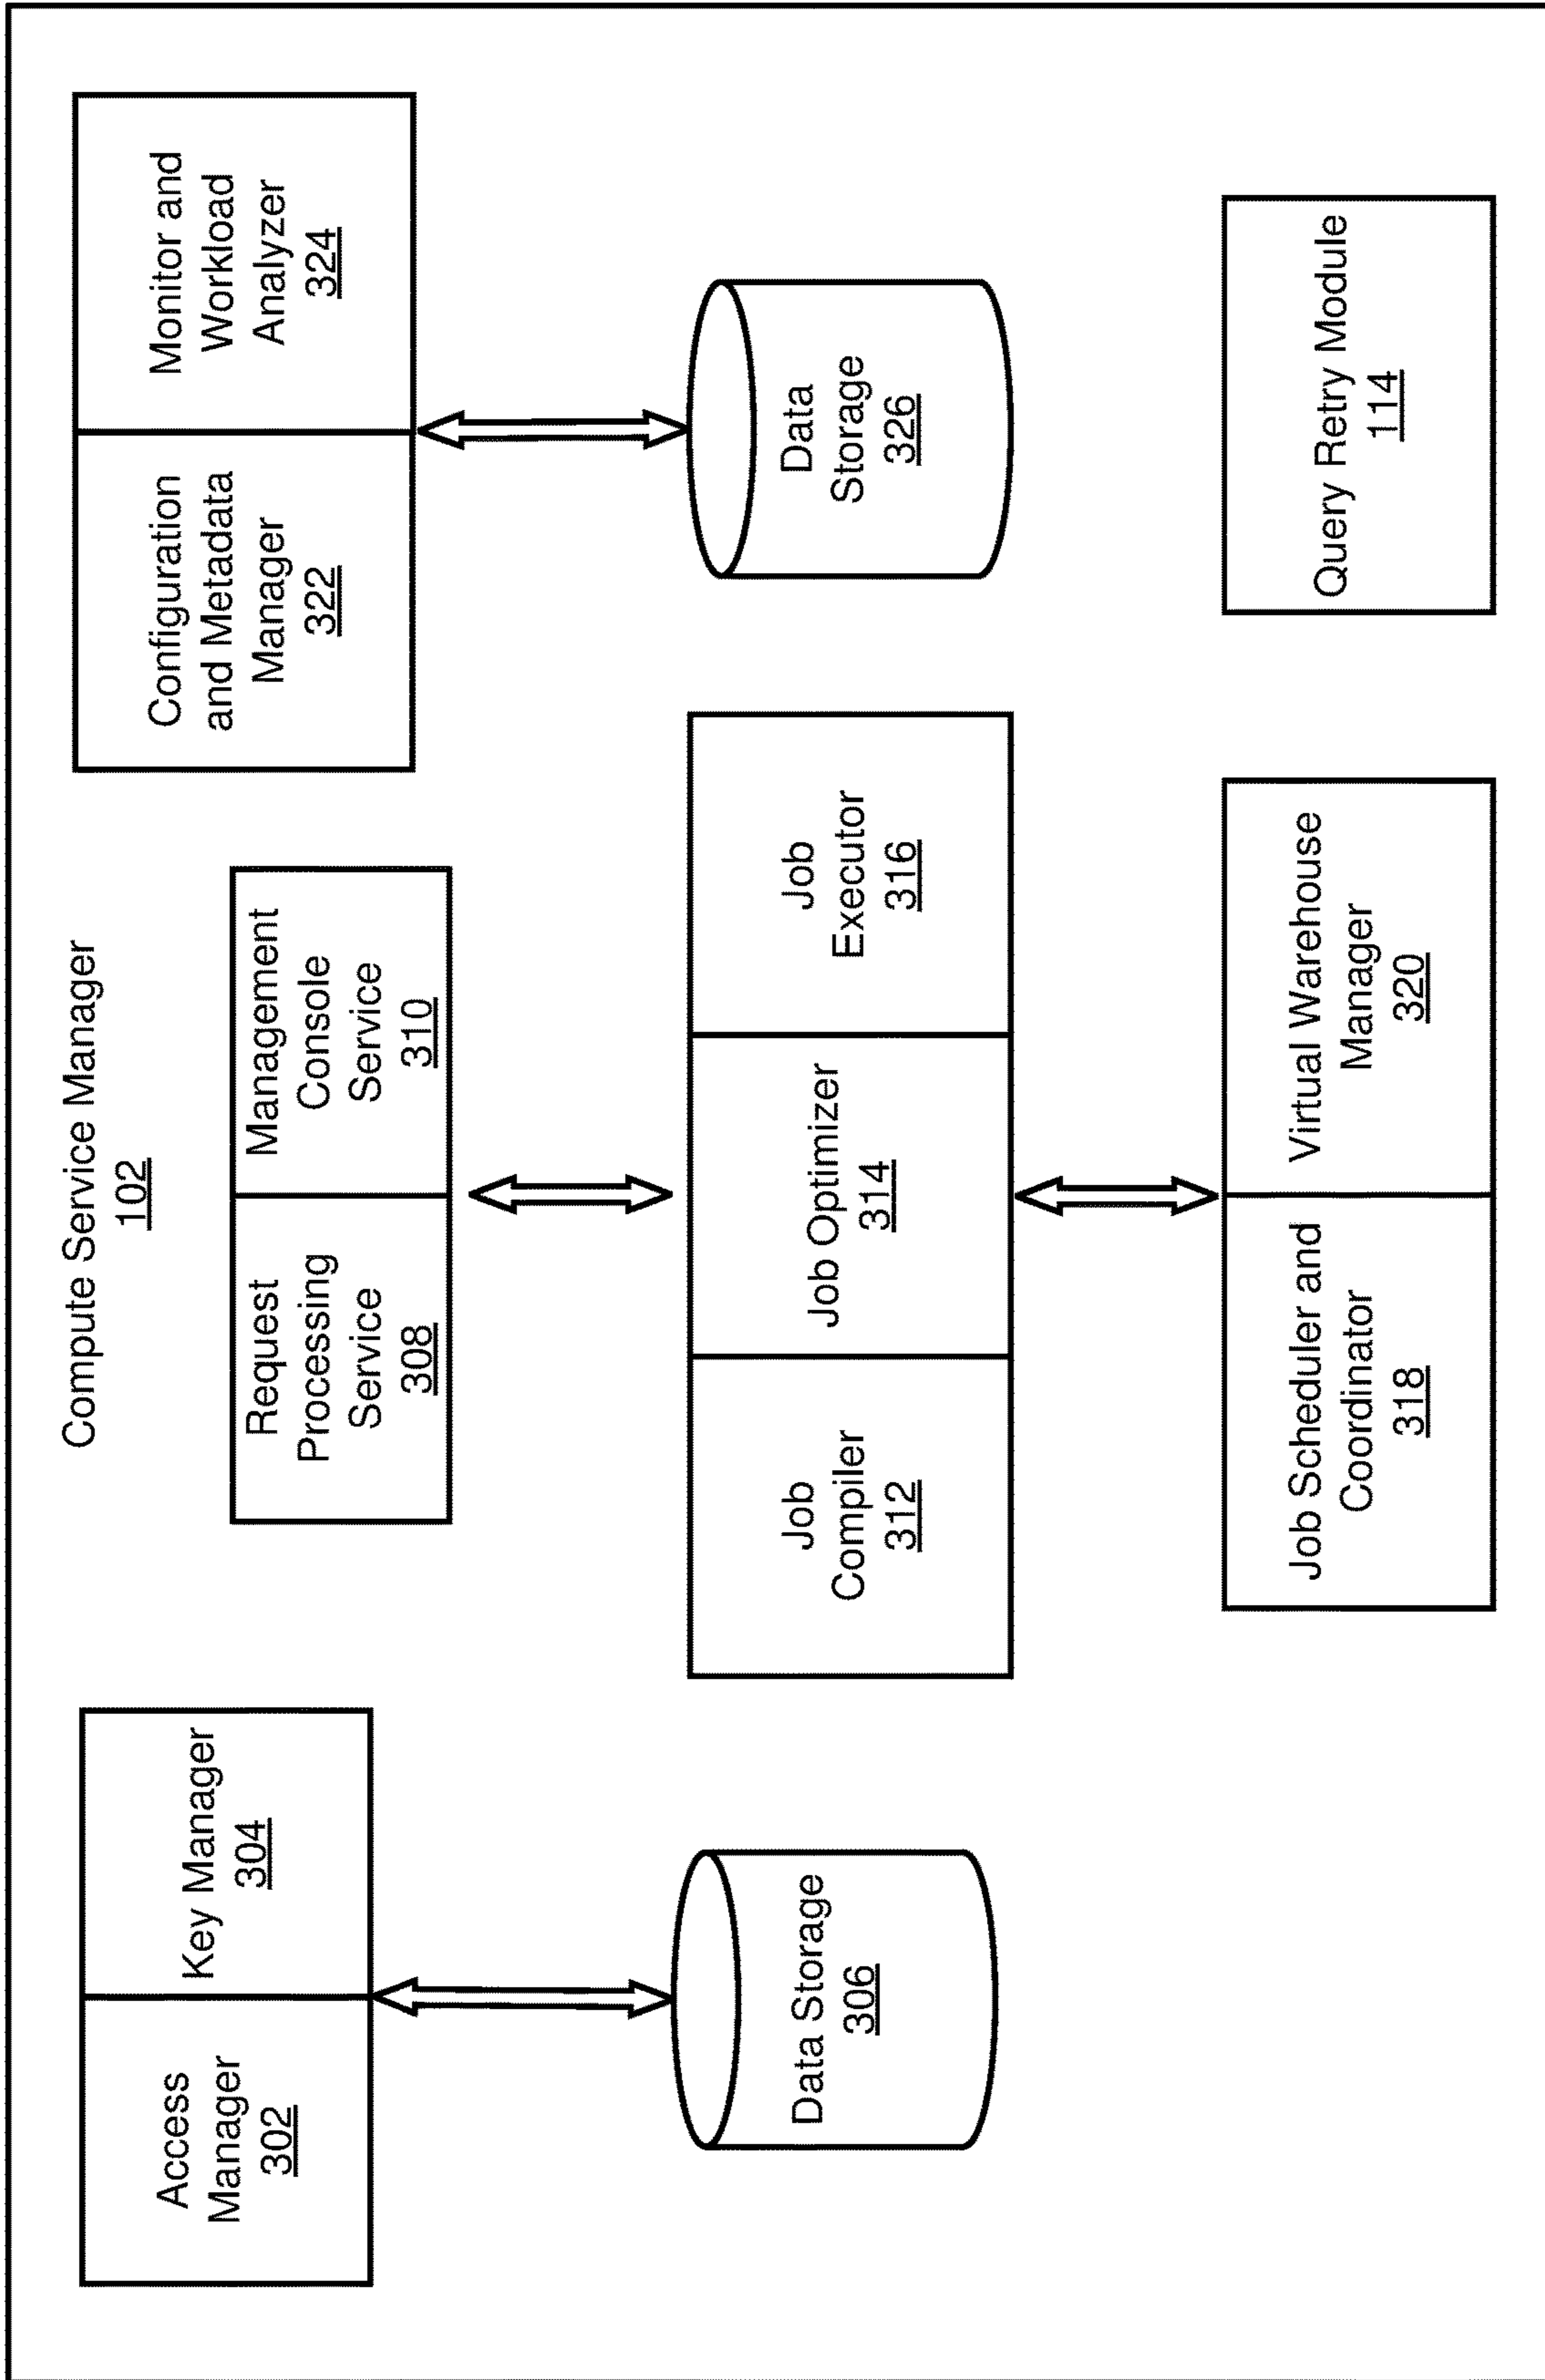 Compute Service Manager
102
Access
Manager
302
Key Manager
304
Request
Processing
Service
308
Management
Console
Service
310
Configuration
and Metadata
Manager
322
Monitor and
Workload
Analyzer
324
Data Storage
306
Job
Compiler
312
Job Optimizer
314
Job
Executor
316
Data
Storage
326
Job Scheduler and
Coordinator
318
Virtual Warehouse
Manager
320
Query Retry Module
114